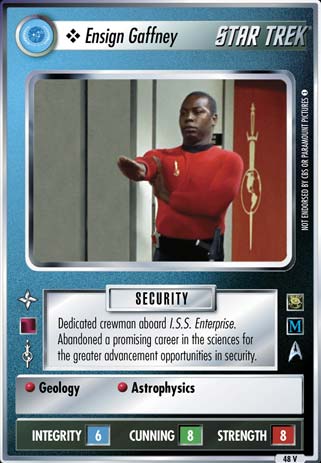 ❖ Ensign Gaffney
STAR TREK
NOT ENDORSED BY CBS OR PARAMOUNT PICTURES
SECURITY
Dedicated crewman aboard I.S.S. Enterprise.
Abandoned a promising career in the sciences for
the greater advancement opportunities in security.
M
Geology
Astrophysics
INTEGRITY 6 CUNNING 8 STRENGTH 8
48 V